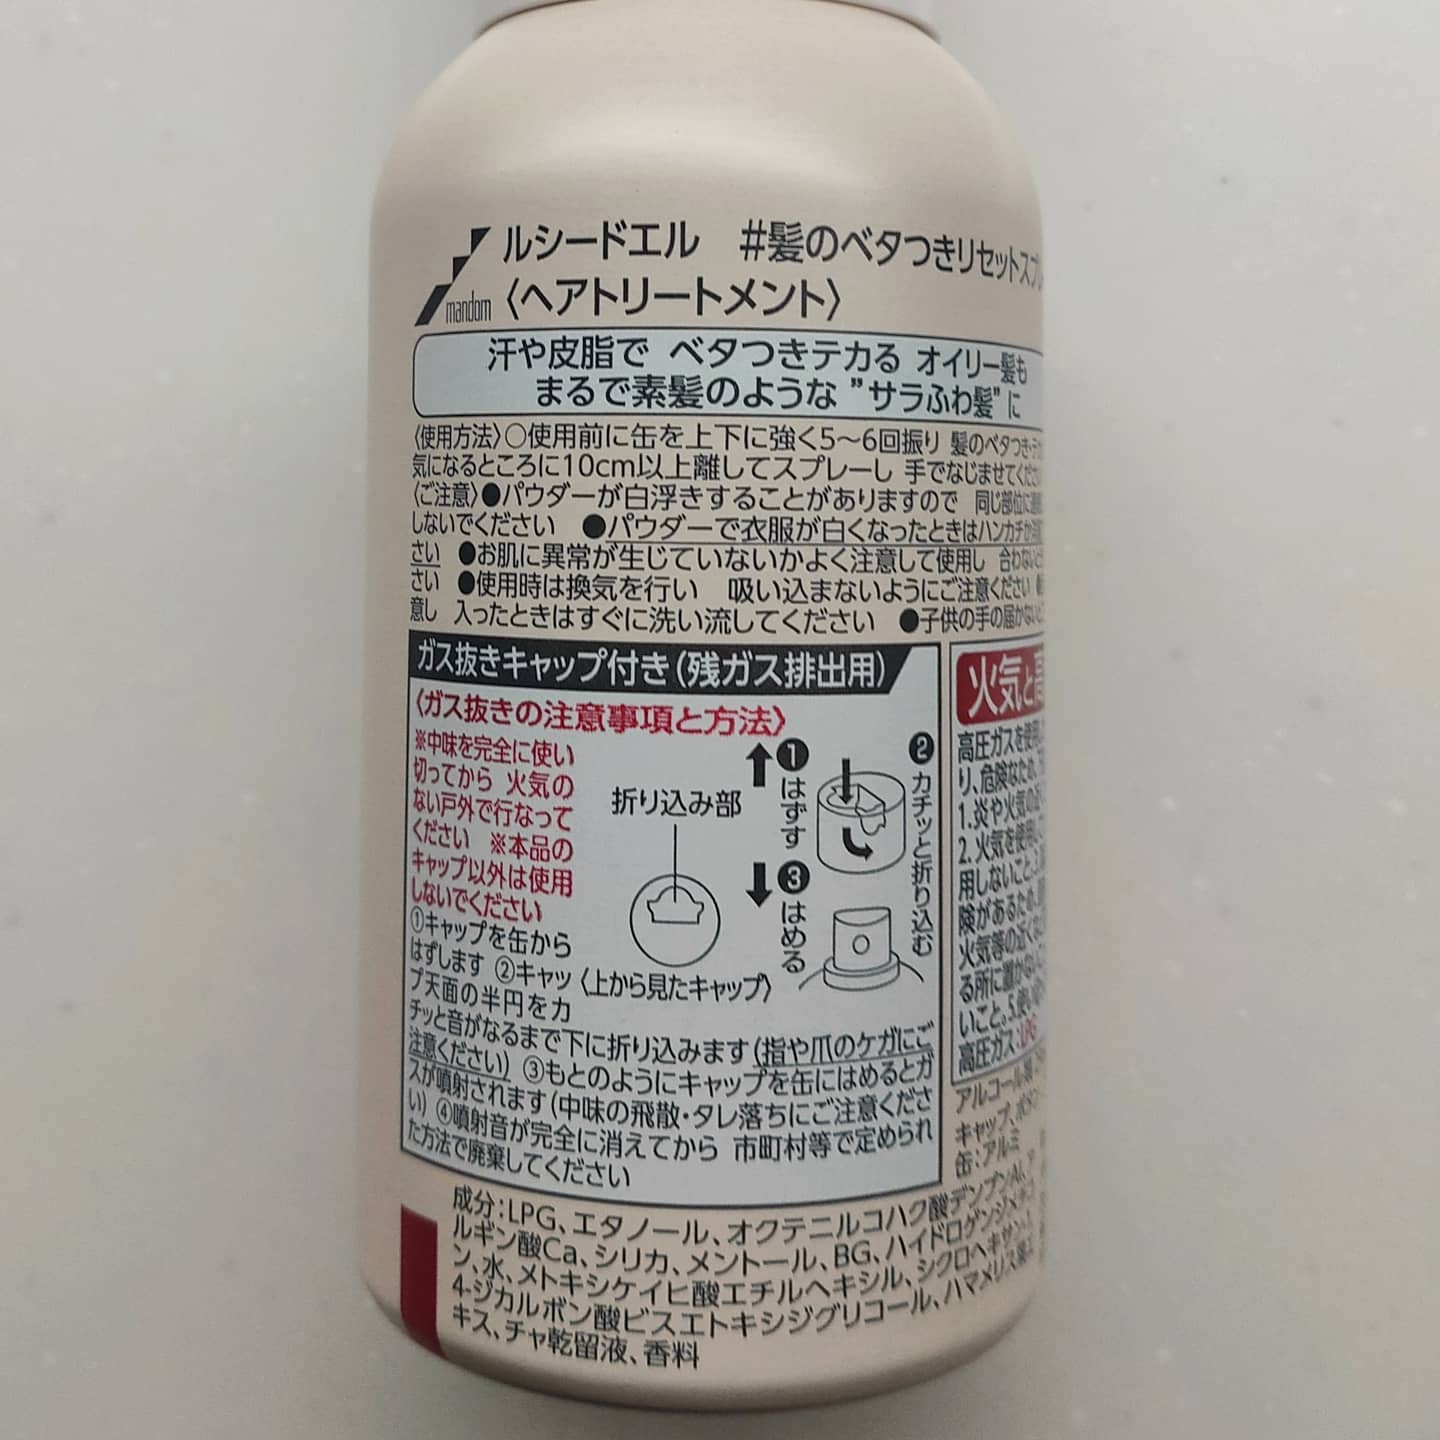 ルシードエル #髪のベタつきリセットスプレ
mandom 〈ヘアトリートメント〉
汗や皮脂で ベタつきテカる オイリー髪も
まるで素髪のような "サラふわ髪"に
〈使用方法〉○使用前に缶を上下に強く5〜6回振り 髪のベタつき・テカ
気になるところに10cm以上離してスプレーし 手でなじませてください
〈ご注意〉●パウダーが白浮きすることがありますので 同じ部位に
しないでください ●パウダーで衣服が白くなったときはハンカチか
さい ●お肌に異常が生じていないかよく注意して使用し 合わない
さい ●使用時は換気を行い 吸い込まないようにご注意ください
意し 入ったときはすぐに洗い流してください ●子供の手の届かない
ガス抜きキャップ付き(残ガス排出用)
〈ガス抜きの注意事項と方法〉
※中味を完全に使い
切ってから 火気の
ない戸外で行なって
ください ※本品の
キャップ以外は使用
しないでください
折り込み部
〈上から見たキャップ〉
❶はずす
❷カチッと折り込む
❸はめる
①キャップを缶から
はずします ②キャッ
プ天面の半円をカ
チッと音がなるまで下に折り込みます(指や爪のケガにご
注意ください) ③もとのようにキャップを缶にはめるとガ
スが噴射されます(中味の飛散・タレ落ちにご注意くださ
い) ④噴射音が完全に消えてから 市町村等で定められ
た方法で廃棄してください
火気と高
高圧ガスを使用
り、危険なため、
1.炎や火気の近
2.火気を使用し
用しないこと。
険があるため、
火気等の近く
る所に置かない
いこと。5.使い
高圧ガス:LPG
アルコール類
キャップ、ボタン
缶:アルミ
成分:LPG、エタノール、オクテニルコハク酸デンプンAl、ア
ルギン酸Ca、シリカ、メントール、BG、ハイドロゲンジメチコ
ン、水、メトキシケイヒ酸エチルヘキシル、シクロヘキサン-1,
4-ジカルボン酸ビスエトキシジグリコール、ハマメリス葉エ
キス、チャ乾留液、香料